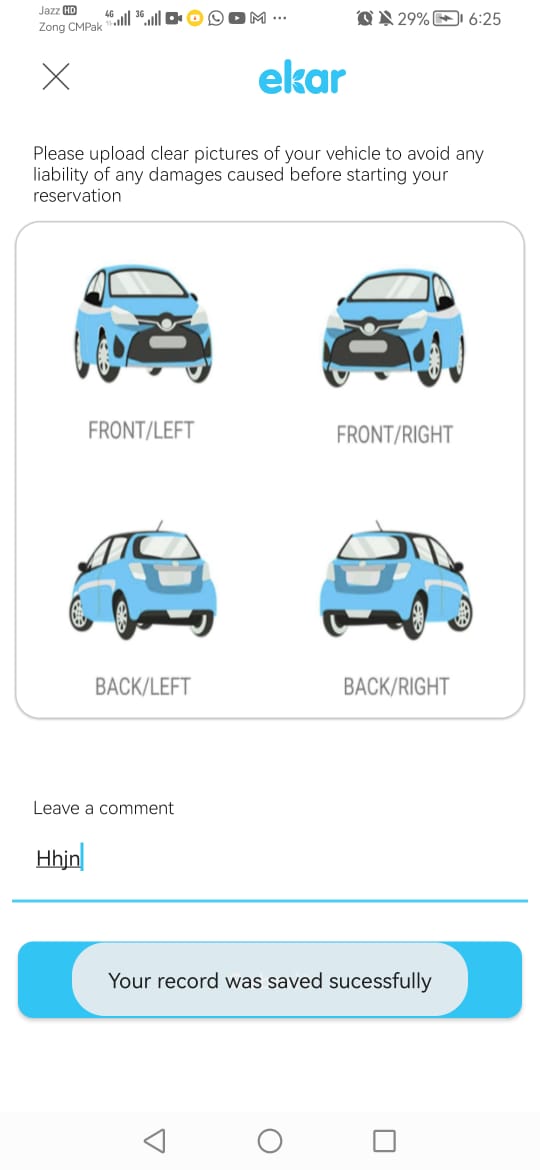 Jazz HD
Zong CMPak
4G
3G
29%
6:25
ekar
Please upload clear pictures of your vehicle to avoid any
liability of any damages caused before starting your
reservation
FRONT/LEFT
FRONT/RIGHT
BACK/LEFT
BACK/RIGHT
Leave a comment
Hhjn
Your record was saved sucessfully